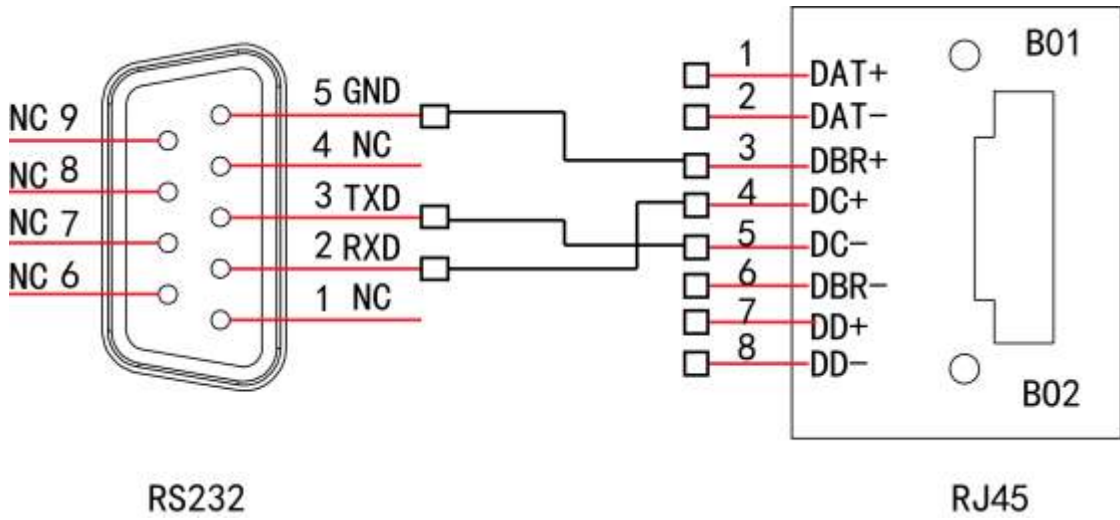 NC 9
NC 8
NC 7
NC 6
5 GND
4 NC
3 TXD
2 RXD
1 NC
1 DAT+
2 DAT-
3 DBR+
4 DC+
5 DC-
6 DBR-
7 DD+
8 DD-
B01
B02
RS232
RJ45